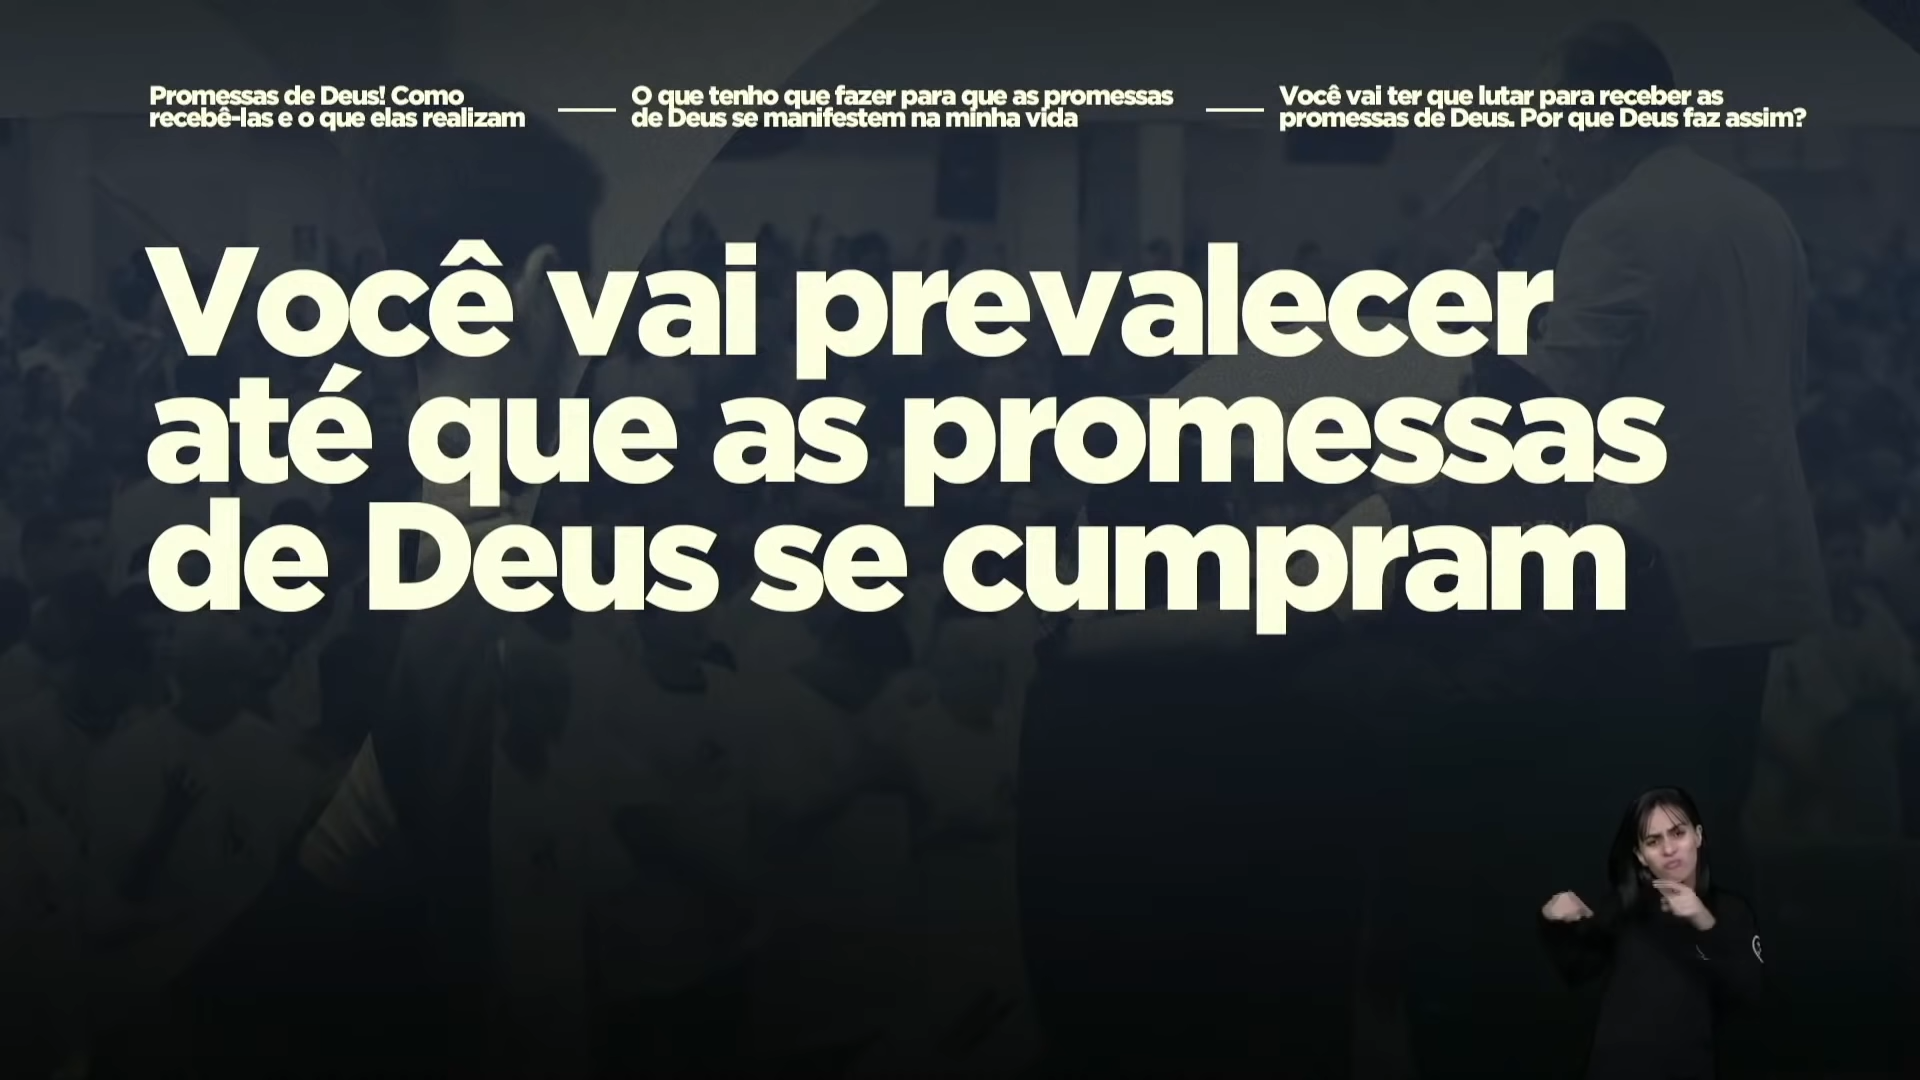 Promessas de Deus! Como
recebê-las e o que elas realizam
O que tenho que fazer para que as promessas
de Deus se manifestem na minha vida
Você vai ter que lutar para receber as
promessas de Deus. Por que Deus faz assim?
Você vai prevalecer
até que as promessas
de Deus se cumpram